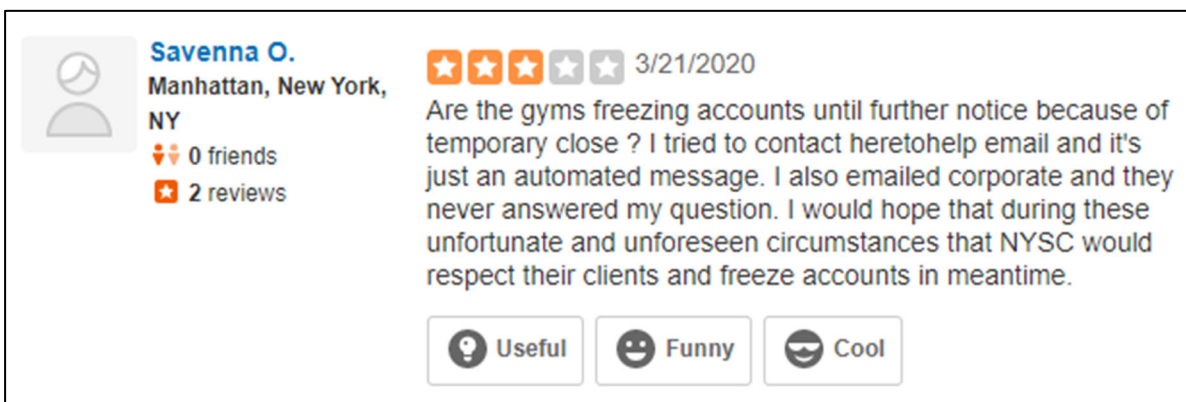 Savenna O.
Manhattan, New York,
NY
0 friends
2 reviews
3/21/2020
Are the gyms freezing accounts until further notice because of
temporary close ? I tried to contact heretohelp email and it's
just an automated message. I also emailed corporate and they
never answered my question. I would hope that during these
unfortunate and unforeseen circumstances that NYSC would
respect their clients and freeze accounts in meantime.
Useful
Funny
Cool